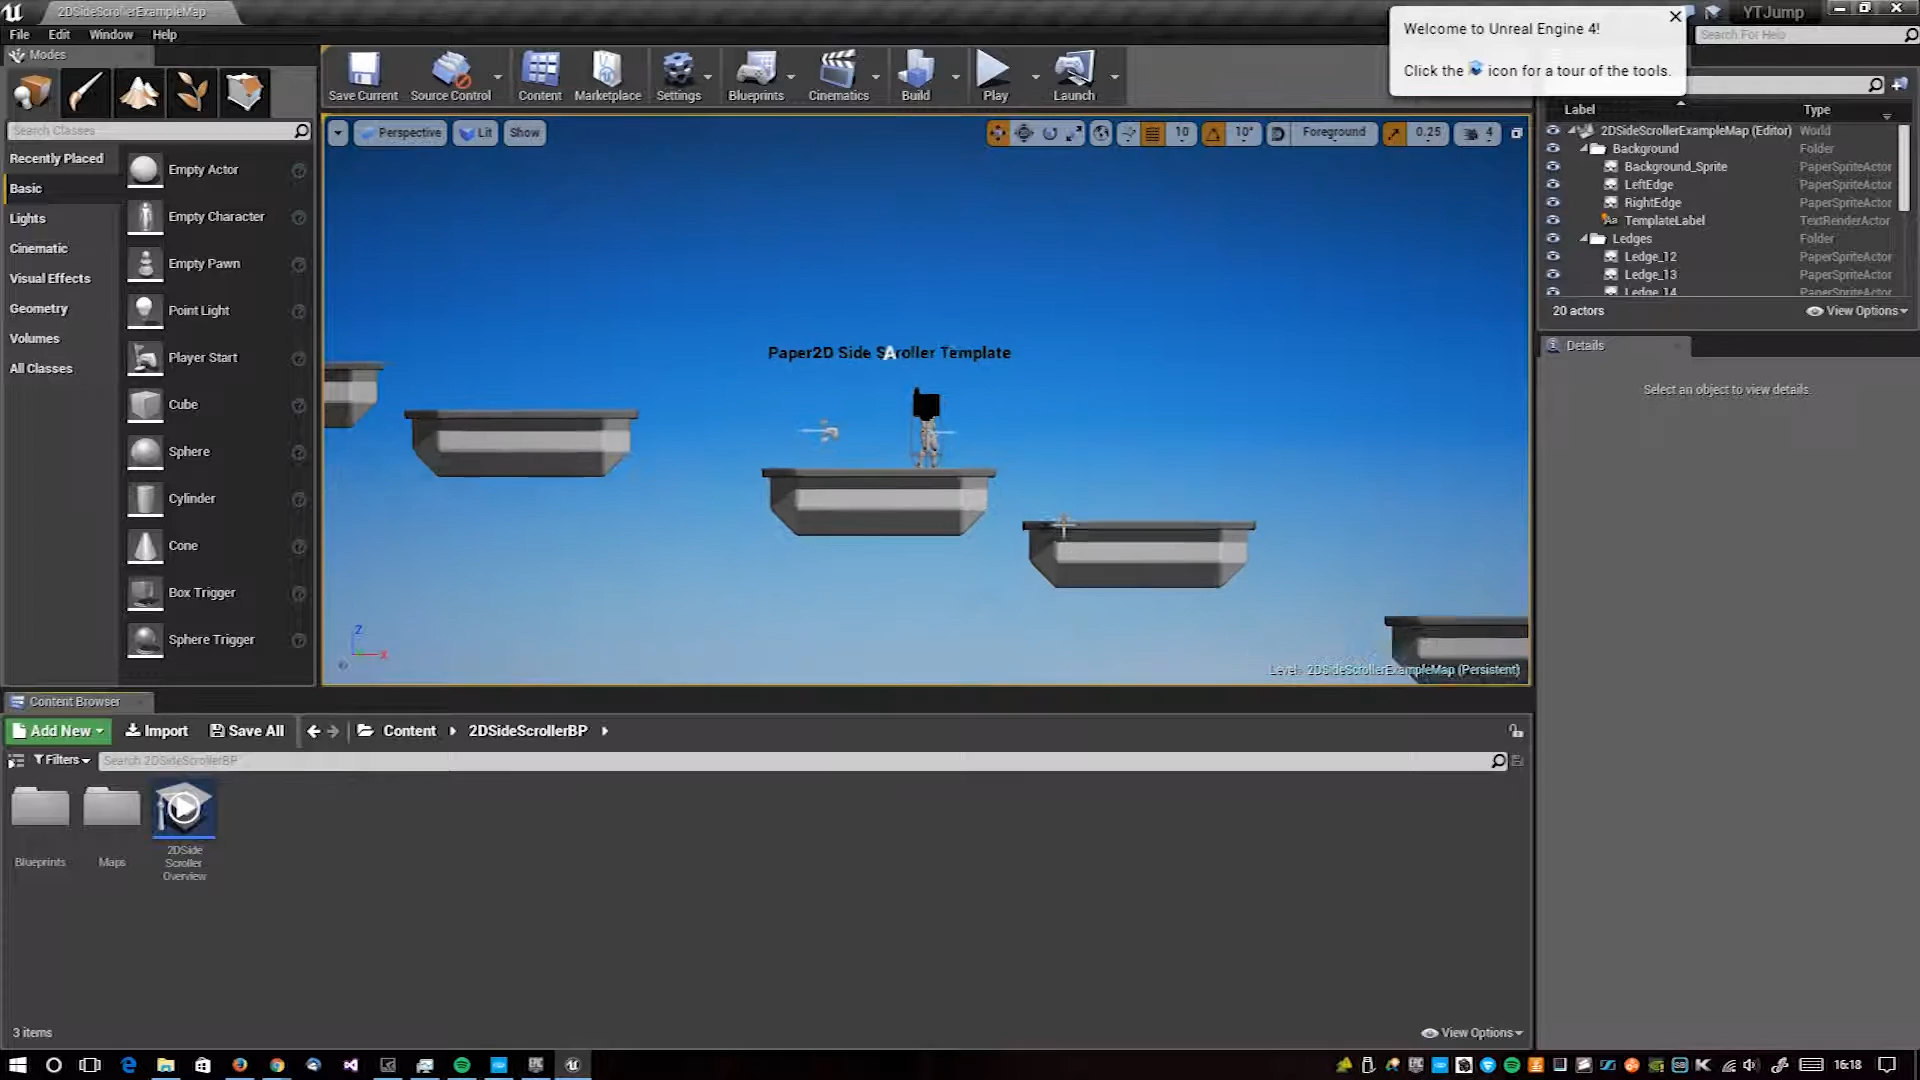 2DSideScrollerExampleMap
YTJump
File Edit Window Help
Search For Help
Welcome to Unreal Engine 4!
Click the icon for a tour of the tools.
Modes
Save Current
Source Control
Content
Marketplace
Settings
Blueprints
Cinematics
Build
Play
Launch
Search Classes
Recently Placed
Basic
Lights
Cinematic
Visual Effects
Geometry
Volumes
All Classes
Empty Actor
Empty Character
Empty Pawn
Point Light
Player Start
Cube
Sphere
Cylinder
Cone
Box Trigger
Sphere Trigger
Perspective Lit Show
10 10° Foreground 0.25 4
Paper2D Side Scroller Template
Z
X
Level: 2DSideScrollerExampleMap (Persistent)
Label Type
2DSideScrollerExampleMap (Editor) World
Background Folder
Background_Sprite PaperSpriteActor
LeftEdge PaperSpriteActor
RightEdge PaperSpriteActor
TemplateLabel TextRenderActor
Ledges Folder
Ledge_12 PaperSpriteActor
Ledge_13 PaperSpriteActor
Ledge_14 PaperSpriteActor
20 actors View Options
Details
Select an object to view details.
Content Browser
Add New Import Save All Content 2DSideScrollerBP
Filters Search 2DSideScrollerBP
Blueprints
Maps
2DSide
Scroller
Overview
3 items View Options
16:18